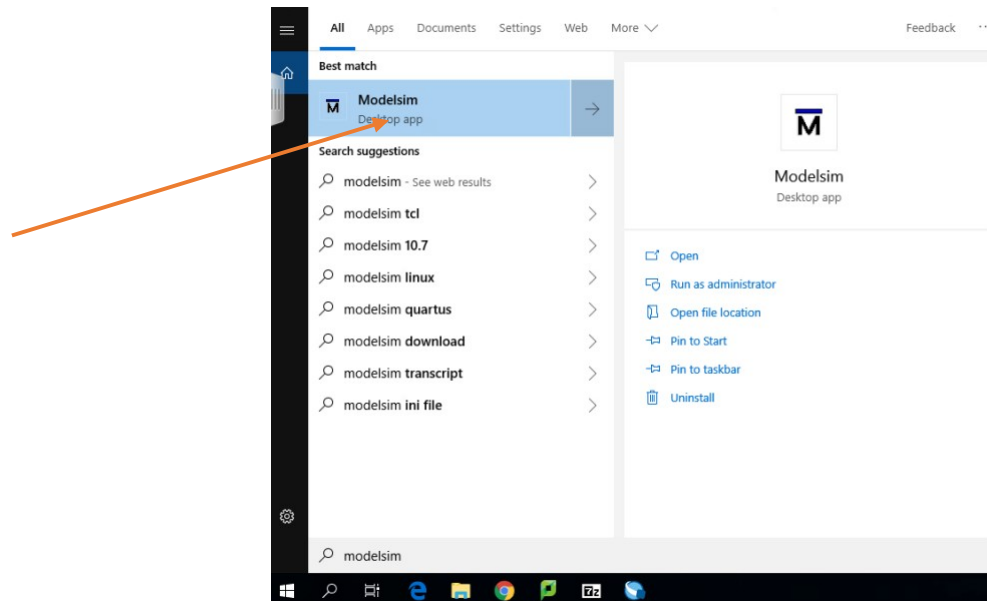 All Apps Documents Settings Web More Feedback ...
Best match
Modelsim
Desktop app
Search suggestions
modelsim - See web results
modelsim tcl
modelsim 10.7
modelsim linux
modelsim quartus
modelsim download
modelsim transcript
modelsim ini file
M
Modelsim
Desktop app
Open
Run as administrator
Open file location
Pin to Start
Pin to taskbar
Uninstall
modelsim